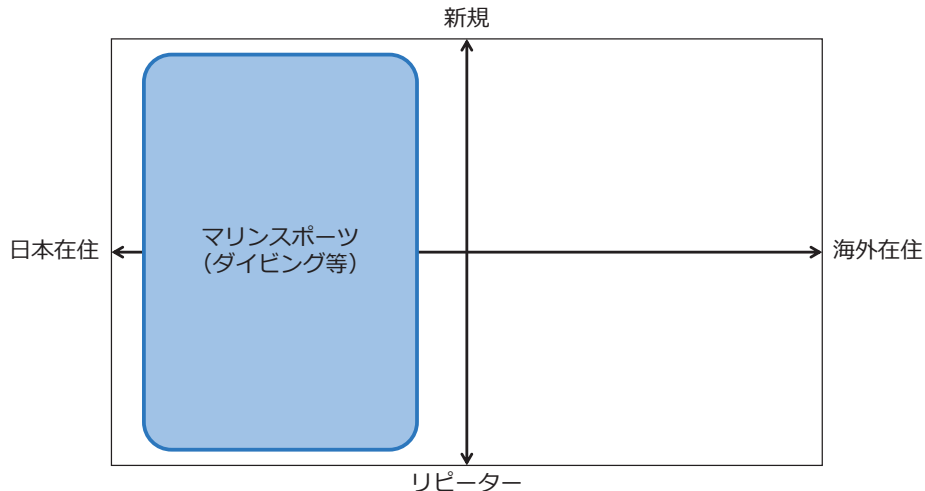 新規
日本在住
マリンスポーツ
（ダイビング等）
海外在住
リピーター